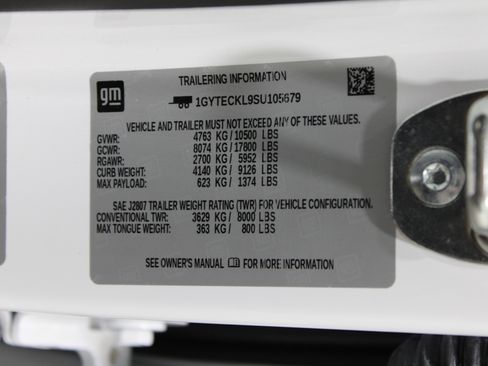 gm
TRAILERING INFORMATION
1GYTECKL9SU105679
VEHICLE AND TRAILER MUST NOT EXCEED ANY OF THESE VALUES.
GVWR: 4763 KG/10500 LBS
GCWR: 8074 KG/17800 LBS
RGAWR: 2700 KG/ 5952 LBS
CURB WEIGHT: 4140 KG/ 9126 LBS
MAX PAYLOAD: 623 KG/ 1374 LBS
SAE J2807 TRAILER WEIGHT RATING (TWR) FOR VEHICLE CONFIGURATION.
CONVENTIONAL TWR: 3629 KG/ 8000 LBS
MAX TONGUE WEIGHT: 363 KG/ 800 LBS
SEE OWNER'S MANUAL FOR MORE INFORMATION